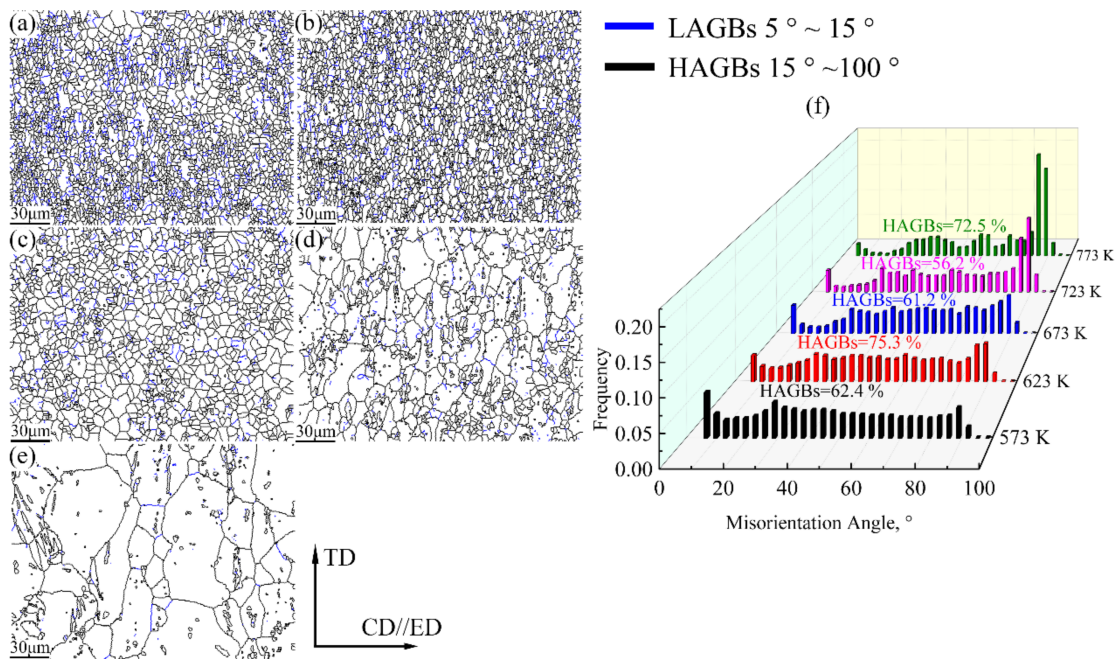 (a)
30μm
(b)
30μm
(c)
30μm
(d)
30μm
(e)
30μm
TD
CD//ED
LAGBs 5 ° ~ 15 °
HAGBs 15 ° ~100 °
(f)
HAGBs=72.5 %
HAGBs=56.2 %
HAGBs=61.2 %
HAGBs=75.3 %
HAGBs=62.4 %
773 K
723 K
673 K
623 K
573 K
0.20
0.15
0.10
0.05
0.00
Frequency
0 20 40 60 80 100
Misorientation Angle, °